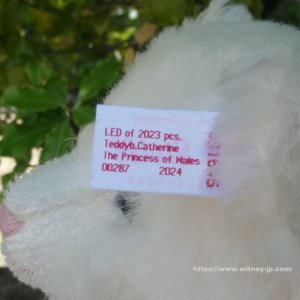 LED of 2023 pcs.
Teddyb.Catherine
The Princess of Wales
00287 2024
https://www.witney-jp.com/